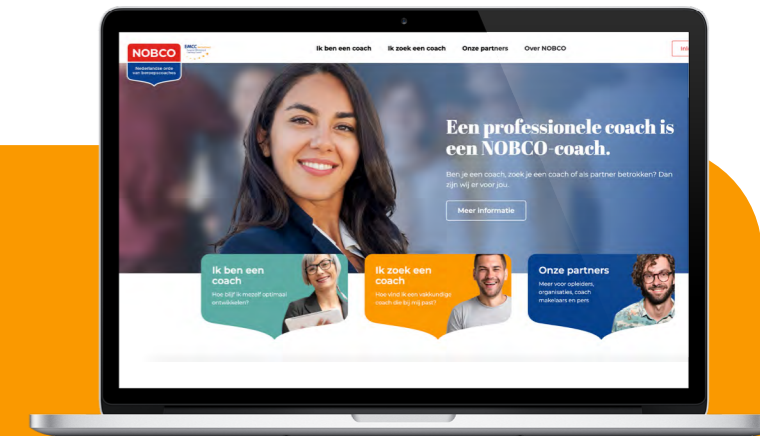 NOBCO
Nederlandse orde
van beroepscoaches
EMCC
Ik ben een coach
Ik zoek een coach
Onze partners
Over NOBCO
Een professionele coach is
een NOBCO-coach.
Ben je een coach, zoek je een coach of als partner betrokken? Dan
zijn wij er voor jou.
Meer informatie
Ik ben een
coach
Hoe blijf ik mezelf optimaal
ontwikkelen?
Ik zoek een
coach
Hoe vind ik een vakkundige
coach die bij mij past?
Onze partners
Meer voor opleiders,
organisaties, coach
makelaars en pers